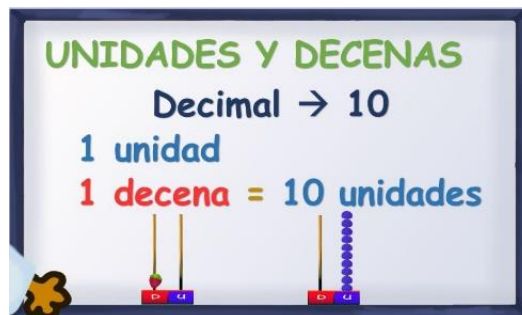 UNIDADES Y DECENAS
Decimal → 10
1 unidad
1 decena = 10 unidades
D U D U